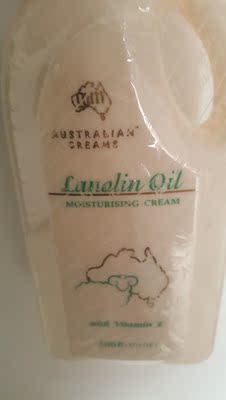 AUSTRALIAN
CREAMS
Lanolin Oil
MOISTURISING CREAM
with Vitamin E